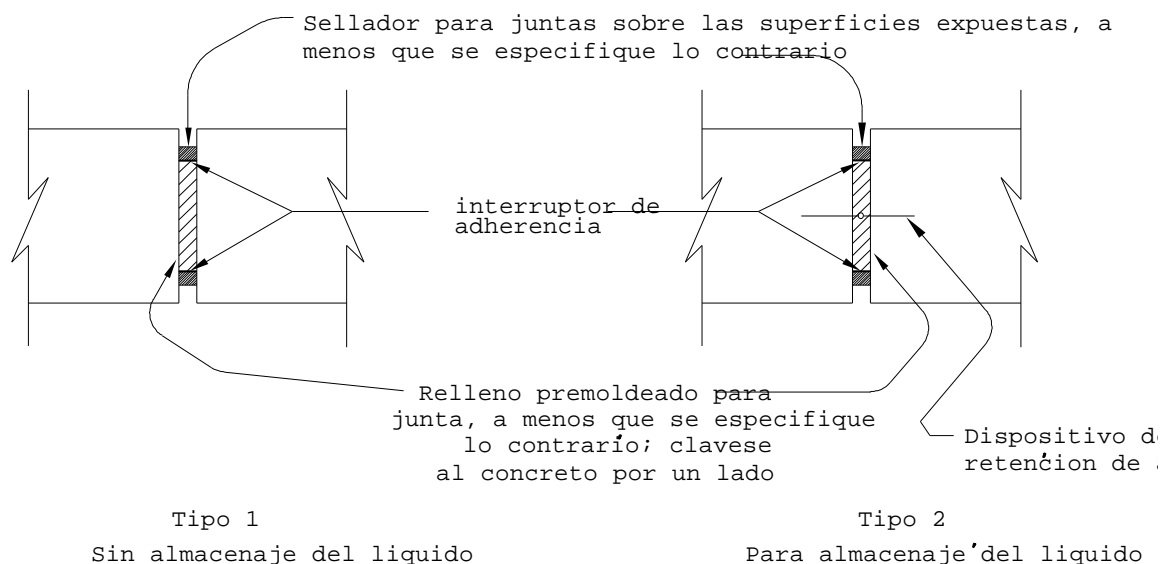 Sellador para juntas sobre las superficies expuestas, a
menos que se especifique lo contrario
interruptor de
adherencia
Relleno premoldeado para
junta, a menos que se especifique
lo contrario; clavese
al concreto por un lado
Dispositivo
retencion de
Tipo 1
Sin almacenaje del liquido
Tipo 2
Para almacenaje del liquido